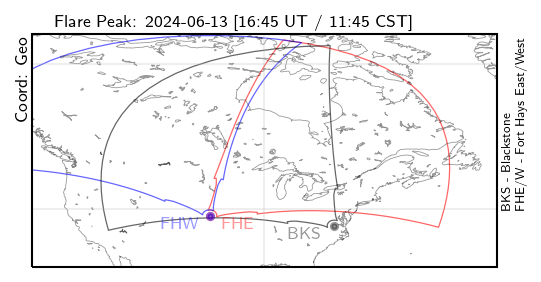 Flare Peak: 2024-06-13 [16:45 UT / 11:45 CST]
Coord: Geo
FHW
FHE
BKS
BKS - Blackstone
FHE/W - Fort Hays East/West